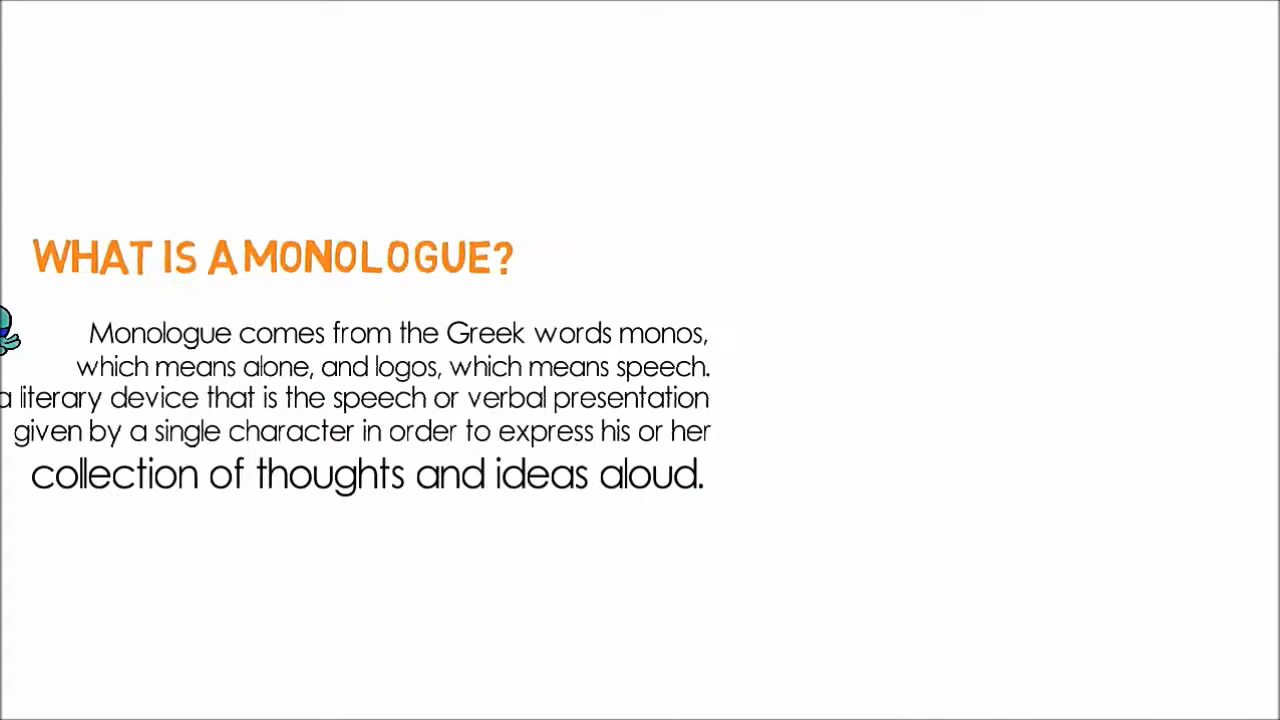 WHAT IS A MONOLOGUE?
Monologue comes from the Greek words monos,
which means alone, and logos, which means speech.
a literary device that is the speech or verbal presentation
given by a single character in order to express his or her
collection of thoughts and ideas aloud.